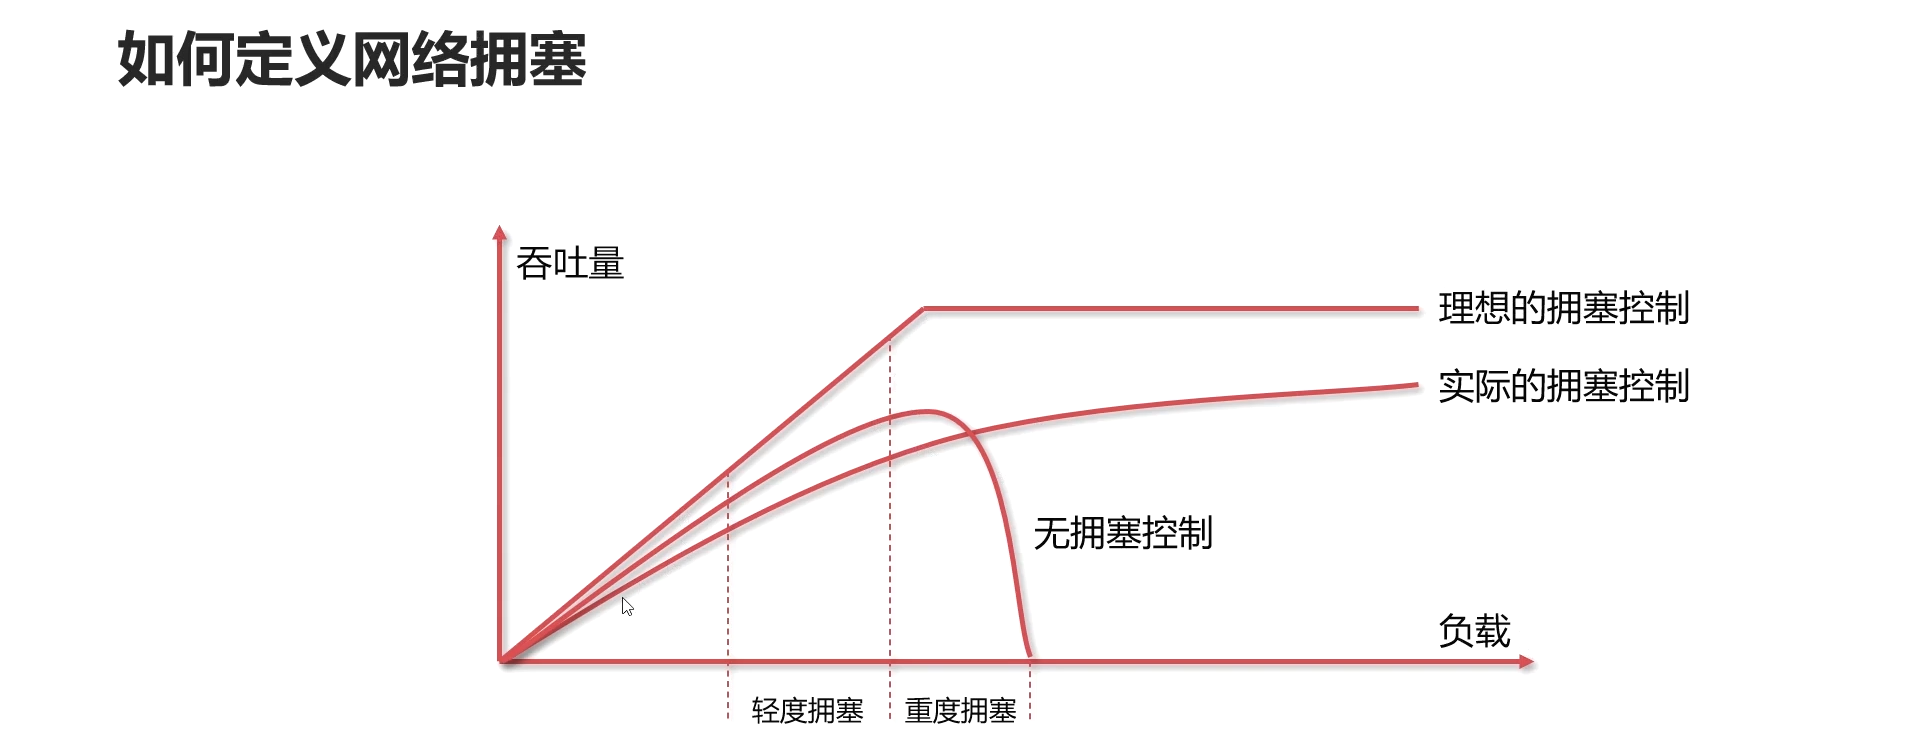 如何定义网络拥塞
吞吐量
理想的拥塞控制
实际的拥塞控制
无拥塞控制
负载
轻度拥塞
重度拥塞